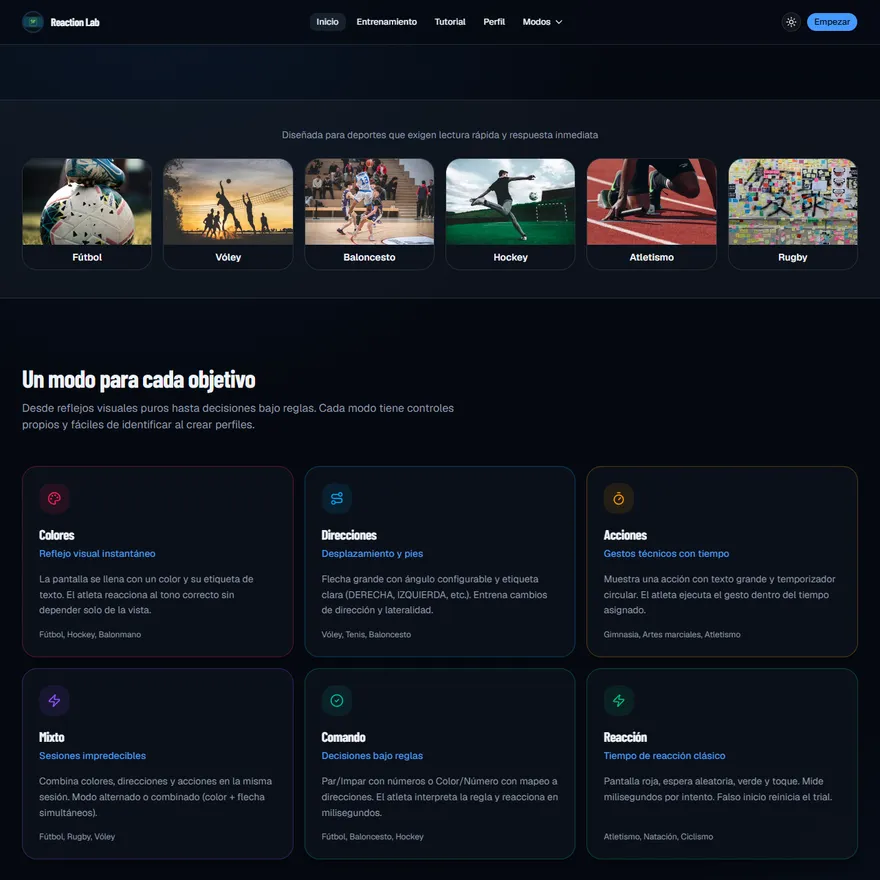 Reaction Lab
Inicio
Entrenamiento
Tutorial
Perfil
Modos
Empezar
Diseñada para deportes que exigen lectura rápida y respuesta inmediata
Fútbol
Vóley
Baloncesto
Hockey
Atletismo
Rugby
Un modo para cada objetivo
Desde reflejos visuales puros hasta decisiones bajo reglas. Cada modo tiene controles
propios y fáciles de identificar al crear perfiles.
Colores
Reflejo visual instantáneo
La pantalla se llena con un color y su etiqueta de
texto. El atleta reacciona al tono correcto sin
depender solo de la vista.
Fútbol, Hockey, Balonmano
Direcciones
Desplazamiento y pies
Flecha grande con ángulo configurable y etiqueta
clara (DERECHA, IZQUIERDA, etc.). Entrena cambios
de dirección y lateralidad.
Vóley, Tenis, Baloncesto
Acciones
Gestos técnicos con tiempo
Muestra una acción con texto grande y temporizador
circular. El atleta ejecuta el gesto dentro del tiempo
asignado.
Gimnasia, Artes marciales, Atletismo
Mixto
Sesiones impredecibles
Combina colores, direcciones y acciones en la misma
sesión. Modo alternado o combinado (color + flecha
simultáneos).
Fútbol, Rugby, Vóley
Comando
Decisiones bajo reglas
Par/Impar con números o Color/Número con mapeo a
direcciones. El atleta interpreta la regla y reacciona en
milisegundos.
Fútbol, Baloncesto, Hockey
Reacción
Tiempo de reacción clásico
Pantalla roja, espera aleatoria, verde y toque. Mide
milisegundos por intento. Falso inicio reinicia el trial.
Atletismo, Natación, Ciclismo